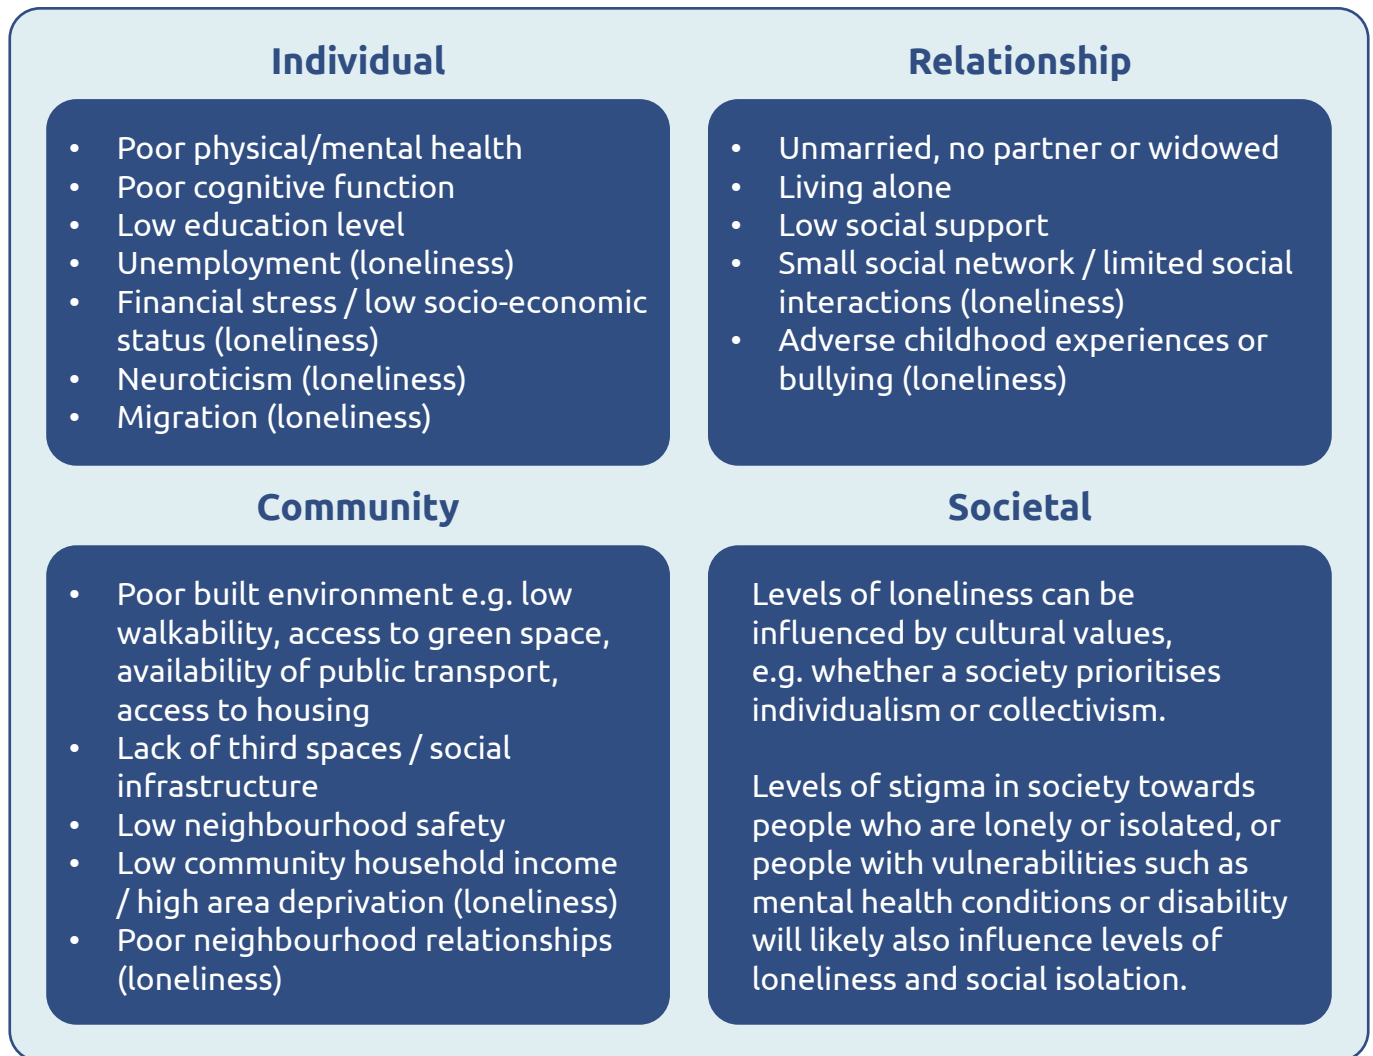 Individual
• Poor physical/mental health
• Poor cognitive function
• Low education level
• Unemployment (loneliness)
• Financial stress / low socio-economic
status (loneliness)
• Neuroticism (loneliness)
• Migration (loneliness)
Relationship
• Unmarried, no partner or widowed
• Living alone
• Low social support
• Small social network / limited social
interactions (loneliness)
• Adverse childhood experiences or
bullying (loneliness)
Community
• Poor built environment e.g. low
walkability, access to green space,
availability of public transport,
access to housing
• Lack of third spaces / social
infrastructure
• Low neighbourhood safety
• Low community household income
/ high area deprivation (loneliness)
• Poor neighbourhood relationships
(loneliness)
Societal
Levels of loneliness can be
influenced by cultural values,
e.g. whether a society prioritises
individualism or collectivism.
Levels of stigma in society towards
people who are lonely or isolated, or
people with vulnerabilities such as
mental health conditions or disability
will likely also influence levels of
loneliness and social isolation.